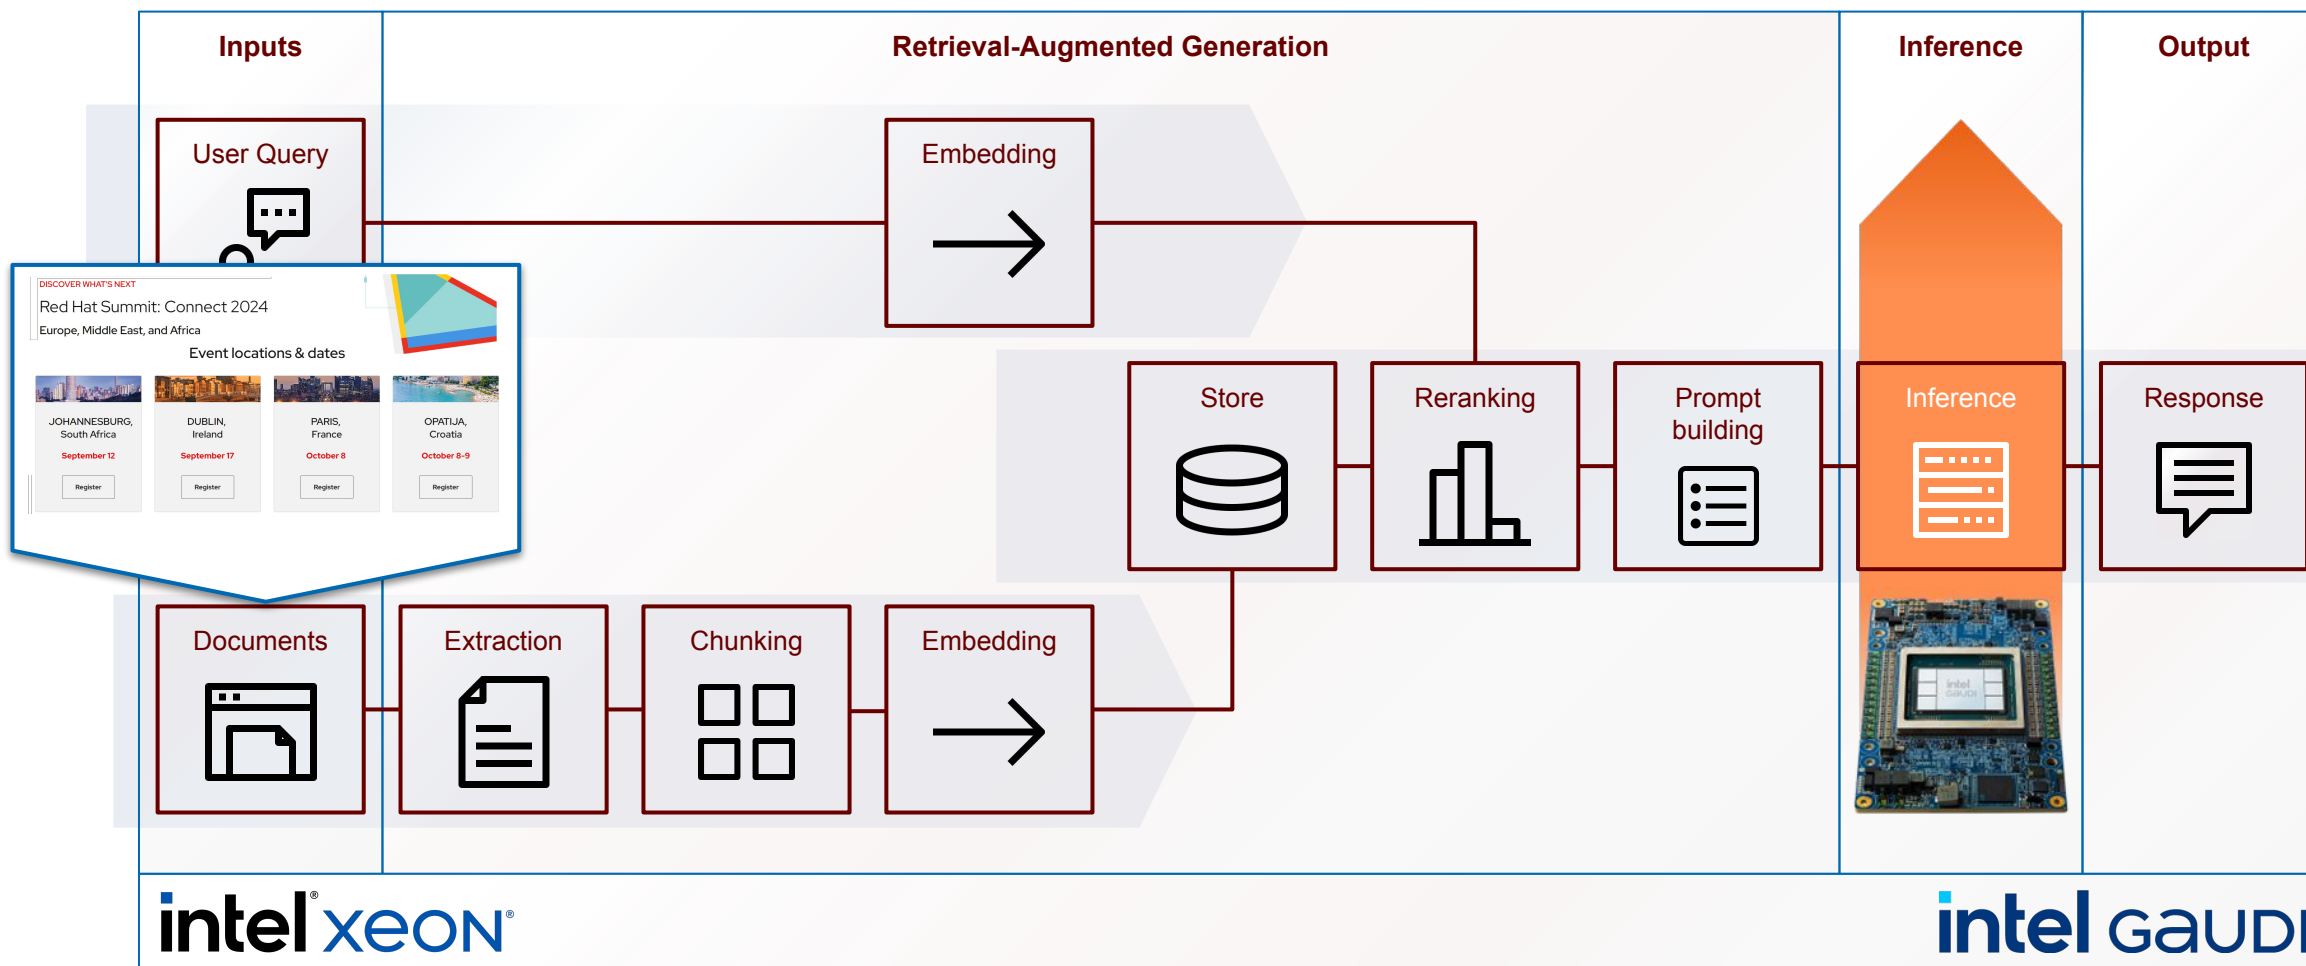 Inputs
Retrieval-Augmented Generation
Inference
Output
User Query
Embedding
DISCOVER WHAT'S NEXT
Red Hat Summit: Connect 2024
Europe, Middle East, and Africa
Event locations & dates
JOHANNESBURG,
South Africa
September 12
Register
DUBLIN,
Ireland
September 17
Register
PARIS,
France
October 8
Register
OPATIJA,
Croatia
October 8-9
Register
Store
Reranking
Prompt
building
Inference
Response
Documents
Extraction
Chunking
Embedding
intel
GAUDI
intel® xeon®
intel GAUDI